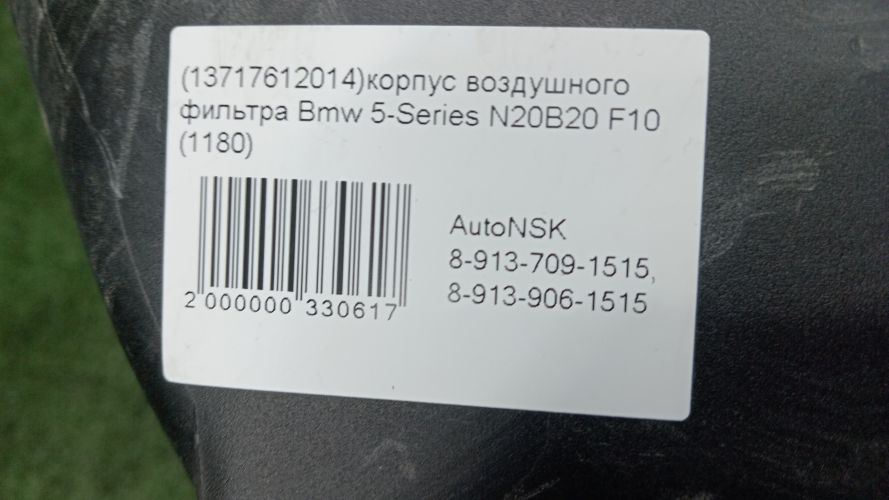 (13717612014)корпус воздушного
фильтра Bmw 5-Series N20B20 F10
(1180)
AutoNSK
8-913-709-1515,
8-913-906-1515
2 000000 330617